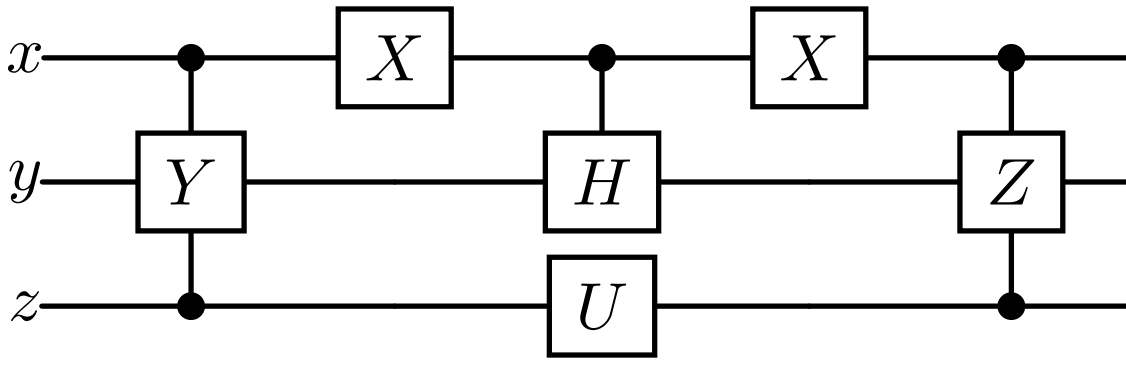 x X X
y Y H Z
z U